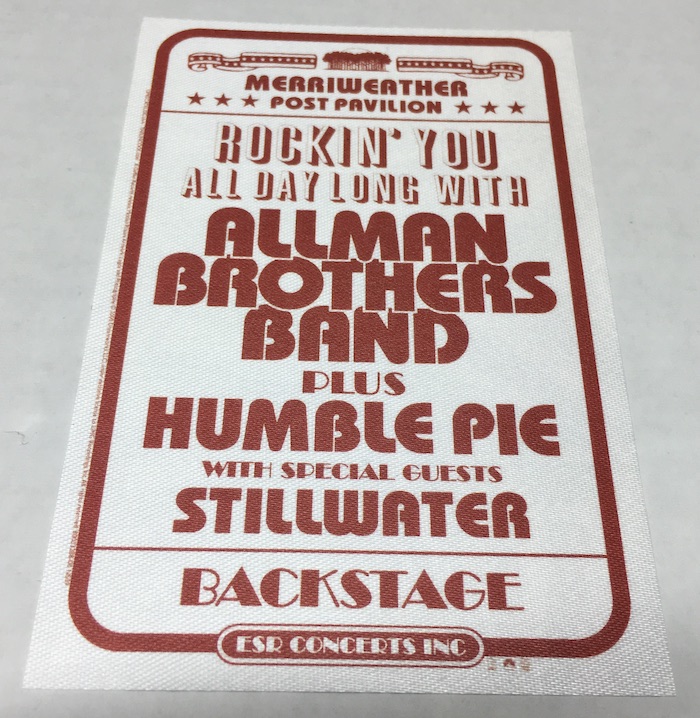 MERRIWEATHER
POST PAVILION
ROCKIN' YOU
ALL DAY LONG WITH
ALLMAN
BROTHERS
BAND
PLUS
HUMBLE PIE
WITH SPECIAL GUESTS
STILLWATER
BACKSTAGE
ESR CONCERTS INC